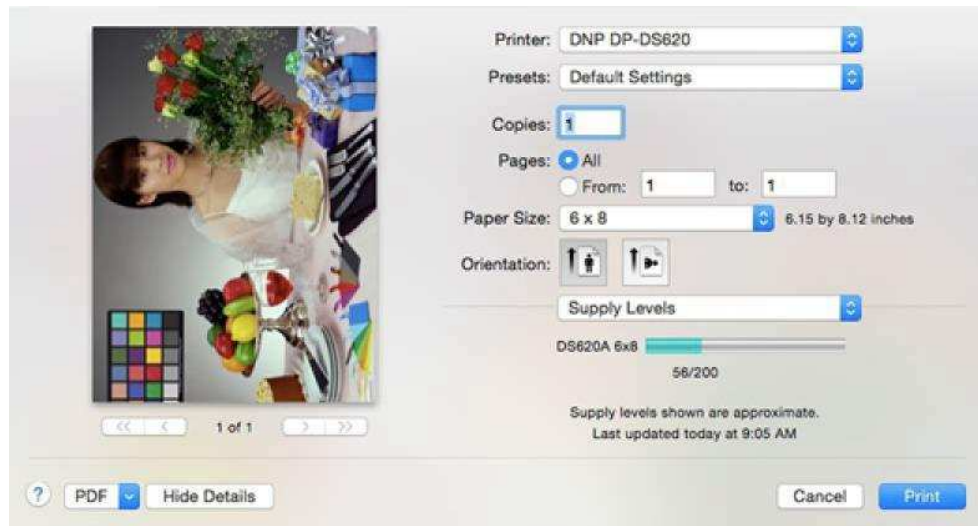 Printer: DNP DP-DS620
Presets: Default Settings
Copies: 1
Pages: All
From: 1 to: 1
Paper Size: 6 x 8 6.15 by 8.12 inches
Orientation:
Supply Levels
DS620A 6x8
56/200
Supply levels shown are approximate.
Last updated today at 9:05 AM
<< < 1 of 1 > >>
? PDF Hide Details Cancel Print